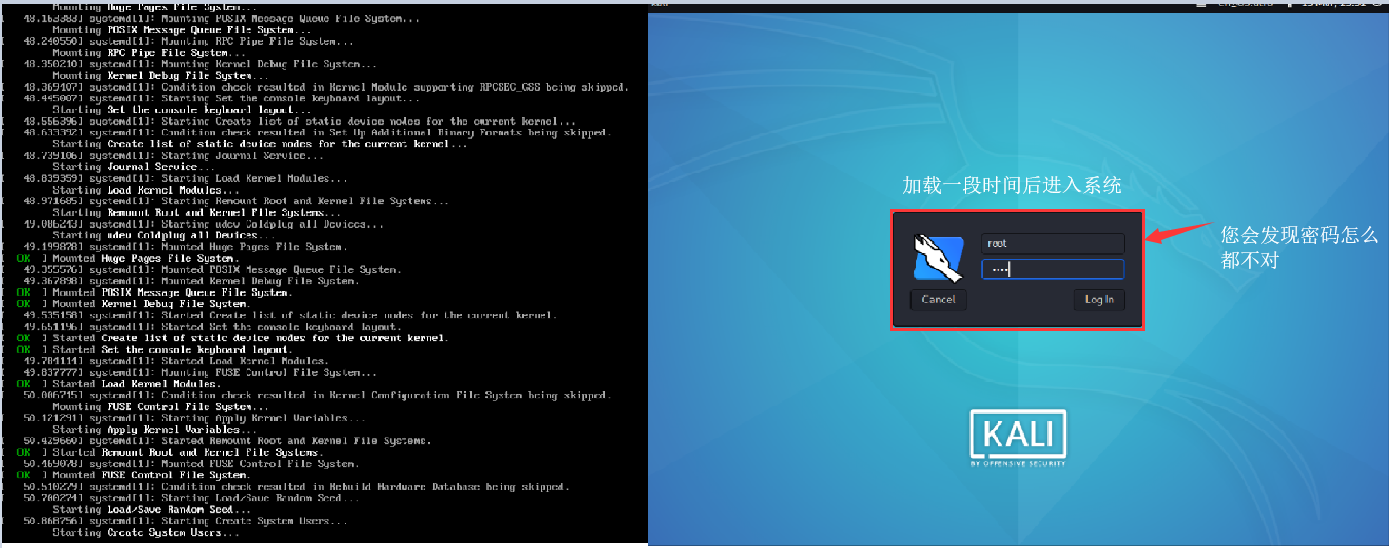 Mounting Huge Pages File System...
[ 48.163383] systemd[1]: Mounting POSIX Message Queue File System...
Mounting POSIX Message Queue File System...
[ 48.240550] systemd[1]: Mounting RPC Pipe File System...
Mounting RPC Pipe File System...
[ 48.350210] systemd[1]: Mounting Kernel Debug File System...
Mounting Kernel Debug File System...
[ 48.369407] systemd[1]: Condition check resulted in Kernel Module supporting RPCSEC_GSS being skipped.
[ 48.445007] systemd[1]: Starting Set the console keyboard layout...
Starting Set the console keyboard layout...
[ 48.556396] systemd[1]: Starting Create list of static device nodes for the current kernel...
[ 48.633392] systemd[1]: Condition check resulted in Set Up Additional Binary Formats being skipped.
Starting Create list of static device nodes for the current kernel...
[ 48.739106] systemd[1]: Starting Journal Service...
Starting Journal Service...
[ 48.839359] systemd[1]: Starting Load Kernel Modules...
Starting Load Kernel Modules...
[ 48.971685] systemd[1]: Starting Remount Root and Kernel File Systems...
Starting Remount Root and Kernel File Systems...
[ 49.086243] systemd[1]: Starting udev Coldplug all Devices...
Starting udev Coldplug all Devices...
[ 49.199878] systemd[1]: Mounted Huge Pages File System.
[ OK ] Mounted Huge Pages File System.
[ 49.355576] systemd[1]: Mounted POSIX Message Queue File System.
[ 49.367898] systemd[1]: Mounted Kernel Debug File System.
[ OK ] Mounted POSIX Message Queue File System.
[ OK ] Mounted Kernel Debug File System.
[ 49.535158] systemd[1]: Started Create list of static device nodes for the current kernel.
[ 49.651196] systemd[1]: Started Set the console keyboard layout.
[ OK ] Started Create list of static device nodes for the current kernel.
[ OK ] Started Set the console keyboard layout.
[ 49.784114] systemd[1]: Started Load Kernel Modules.
[ 49.837777] systemd[1]: Mounting FUSE Control File System...
[ OK ] Started Load Kernel Modules.
[ 50.006715] systemd[1]: Condition check resulted in Kernel Configuration File System being skipped.
Mounting FUSE Control File System...
[ 50.121291] systemd[1]: Starting Apply Kernel Variables...
Starting Apply Kernel Variables...
[ 50.429660] systemd[1]: Started Remount Root and Kernel File Systems.
[ OK ] Started Remount Root and Kernel File Systems.
[ 50.469078] systemd[1]: Mounted FUSE Control File System.
[ OK ] Mounted FUSE Control File System.
[ 50.510279] systemd[1]: Condition check resulted in Rebuild Hardware Database being skipped.
[ 50.700274] systemd[1]: Starting Load/Save Random Seed...
Starting Load/Save Random Seed...
[ 50.868756] systemd[1]: Starting Create System Users...
Starting Create System Users...
加载一段时间后进入系统
root
••••
Cancel
Log In
您会发现密码怎么
都不对
KALI
BY OFFENSIVE SECURITY